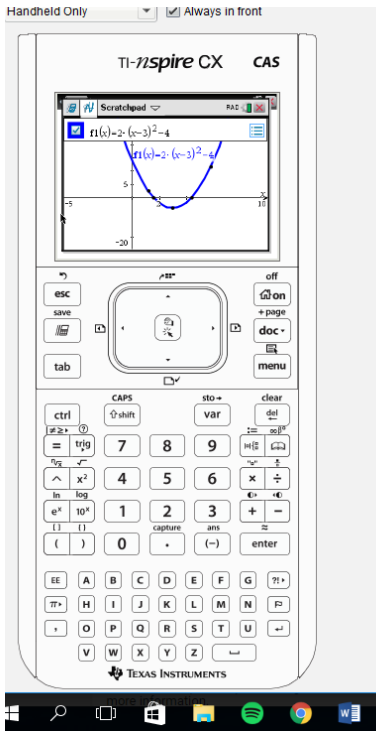 Handheld Only Always in front
TI-nspire CX CAS
Scratchpad RAD
f1(x)=2·(x-3)²-4
f1(x)=2·(x-3)²-4
5
x
-5 2 10
-20
off
esc on
save +page
doc
tab menu
CAPS sto→ clear
ctrl shift var del
≠≥▸ ? := ∞β°
= trig 7 8 9
ⁿ√x √
^ x² 4 5 6 × ÷
ln log
eˣ 10ˣ 1 2 3 + −
[ ] { } capture ans ≈
( ) 0 . (−) enter
EE A B C D E F G ?!▸
π▸ H I J K L M N
, O P Q R S T U ↵
V W X Y Z
TEXAS INSTRUMENTS
more information